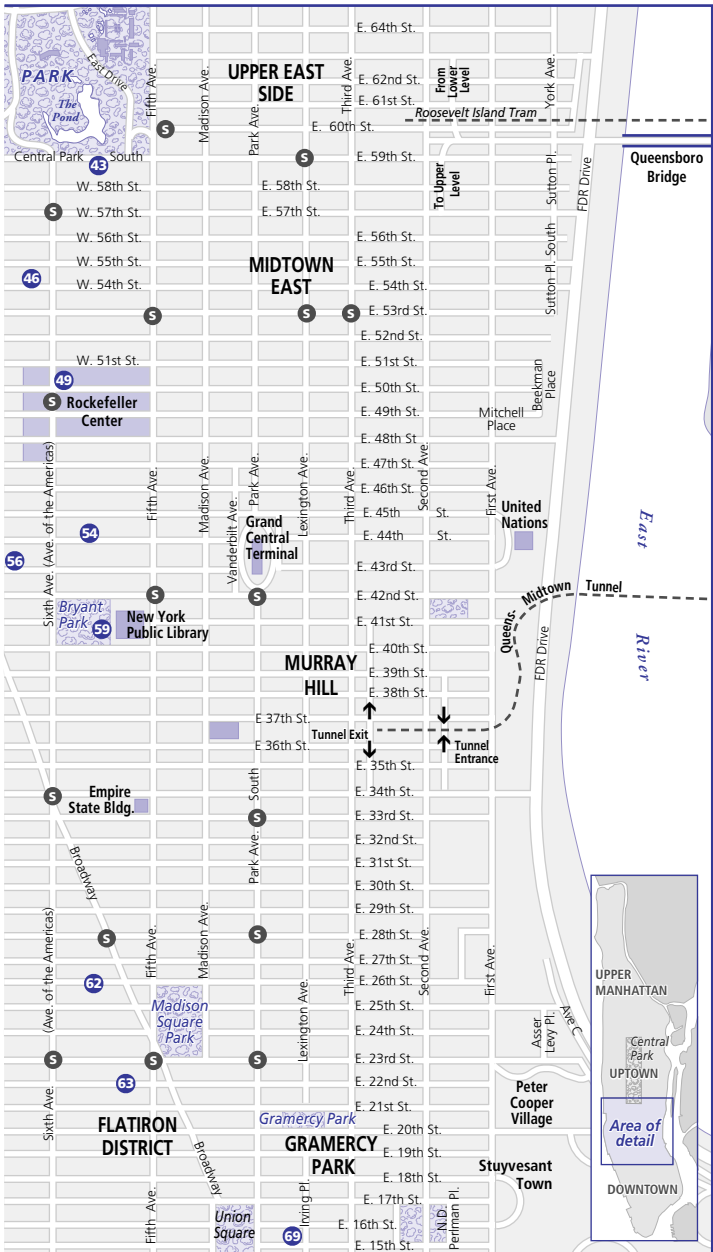 E. 64th St.
PARK
East Drive
Fifth Ave.
Madison Ave.
UPPER EAST
SIDE
Park Ave.
Third Ave.
E. 62nd St.
E. 61st St.
From
Lower
Level
York Ave.
The
Pond
S
Roosevelt Island Tram
E. 60th St.
Central Park South
43
S
E. 59th St.
To Upper
Level
Sutton Pl.
FDR Drive
Queensboro
Bridge
W. 58th St.
E. 58th St.
S
W. 57th St.
E. 57th St.
W. 56th St.
E. 56th St.
Sutton Pl. South
46
W. 55th St.
MIDTOWN
EAST
E. 55th St.
W. 54th St.
E. 54th St.
S
S
S
E. 53rd St.
E. 52nd St.
W. 51st St.
E. 51st St.
49
E. 50th St.
Beekman
Place
S
Rockefeller
Center
E. 49th St.
Mitchell
Place
E. 48th St.
Sixth Ave. (Ave. of the Americas)
Fifth Ave.
Madison Ave.
Vanderbilt Ave.
Park Ave.
Lexington Ave.
Third Ave.
Second Ave.
First Ave.
E. 47th St.
E. 46th St.
E. 45th St.
United
Nations
54
Grand
Central
Terminal
E. 44th St.
56
E. 43rd St.
East
River
S
S
E. 42nd St.
Queens-Midtown Tunnel
Bryant
Park
59
New York
Public Library
E. 41st St.
FDR Drive
E. 40th St.
MURRAY
HILL
E. 39th St.
E. 38th St.
E 37th St.
Tunnel Exit
E 36th St.
Tunnel
Entrance
E. 35th St.
S
Empire
State Bldg.
E. 34th St.
Park Ave. South
S
E. 33rd St.
E. 32nd St.
Broadway
E. 31st St.
E. 30th St.
E. 29th St.
Sixth Ave. (Ave. of the Americas)
S
Fifth Ave.
Madison Ave.
S
Lexington Ave.
Third Ave.
E. 28th St.
Second Ave.
First Ave.
E. 27th St.
62
E. 26th St.
Madison
Square
Park
E. 25th St.
Asser
Levy Pl.
Ave C
E. 24th St.
S
S
S
E. 23rd St.
63
E. 22nd St.
Peter
Cooper
Village
E. 21st St.
FLATIRON
DISTRICT
Gramercy Park
E. 20th St.
GRAMERCY
PARK
E. 19th St.
Broadway
E. 18th St.
Stuyvesant
Town
E. 17th St.
Fifth Ave.
Union
Square
Irving Pl.
69
E. 16th St.
E. 15th St.
N.D.
Perlman Pl.
UPPER
MANHATTAN
Central
Park
UPTOWN
Area of
detail
DOWNTOWN